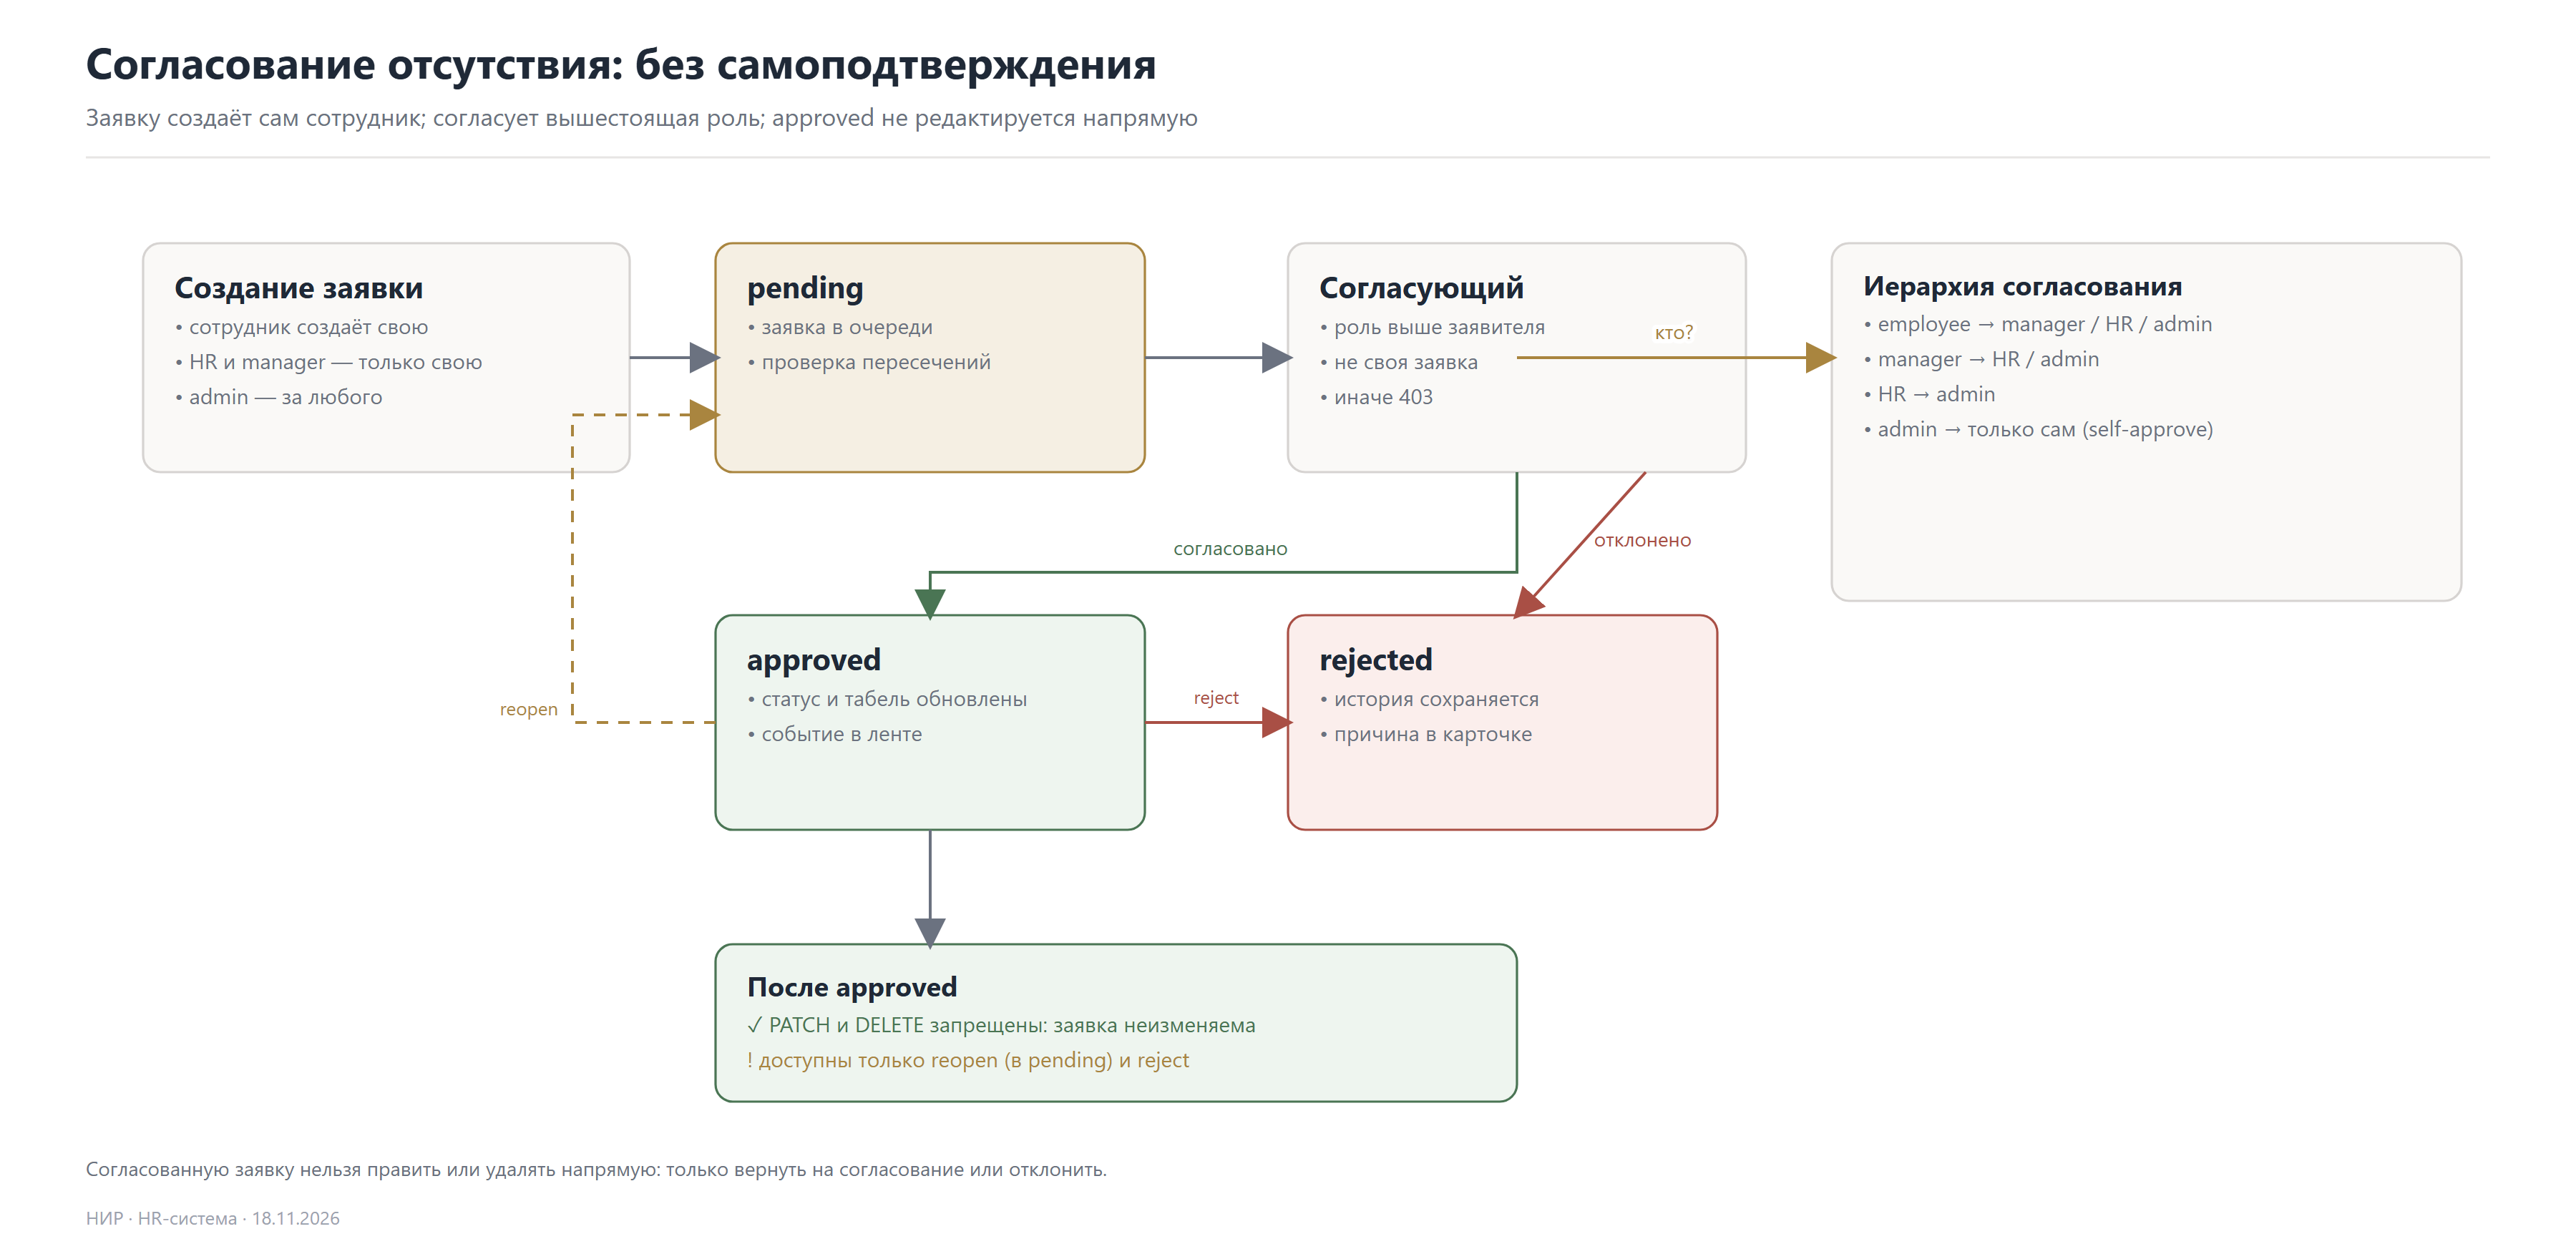 Согласование отсутствия: без самоподтверждения
Заявку создаёт сам сотрудник; согласует вышестоящая роль; approved не редактируется напрямую
Создание заявки
• сотрудник создаёт свою
• HR и manager — только свою
• admin — за любого
pending
• заявка в очереди
• проверка пересечений
Согласующий
• роль выше заявителя
• не своя заявка
• иначе 403
кто?
Иерархия согласования
• employee → manager / HR / admin
• manager → HR / admin
• HR → admin
• admin → только сам (self-approve)
согласовано
отклонено
reopen
approved
• статус и табель обновлены
• событие в ленте
reject
rejected
• история сохраняется
• причина в карточке
После approved
✓ PATCH и DELETE запрещены: заявка неизменяема
! доступны только reopen (в pending) и reject
Согласованную заявку нельзя править или удалять напрямую: только вернуть на согласование или отклонить.
НИР · HR-система · 18.11.2026